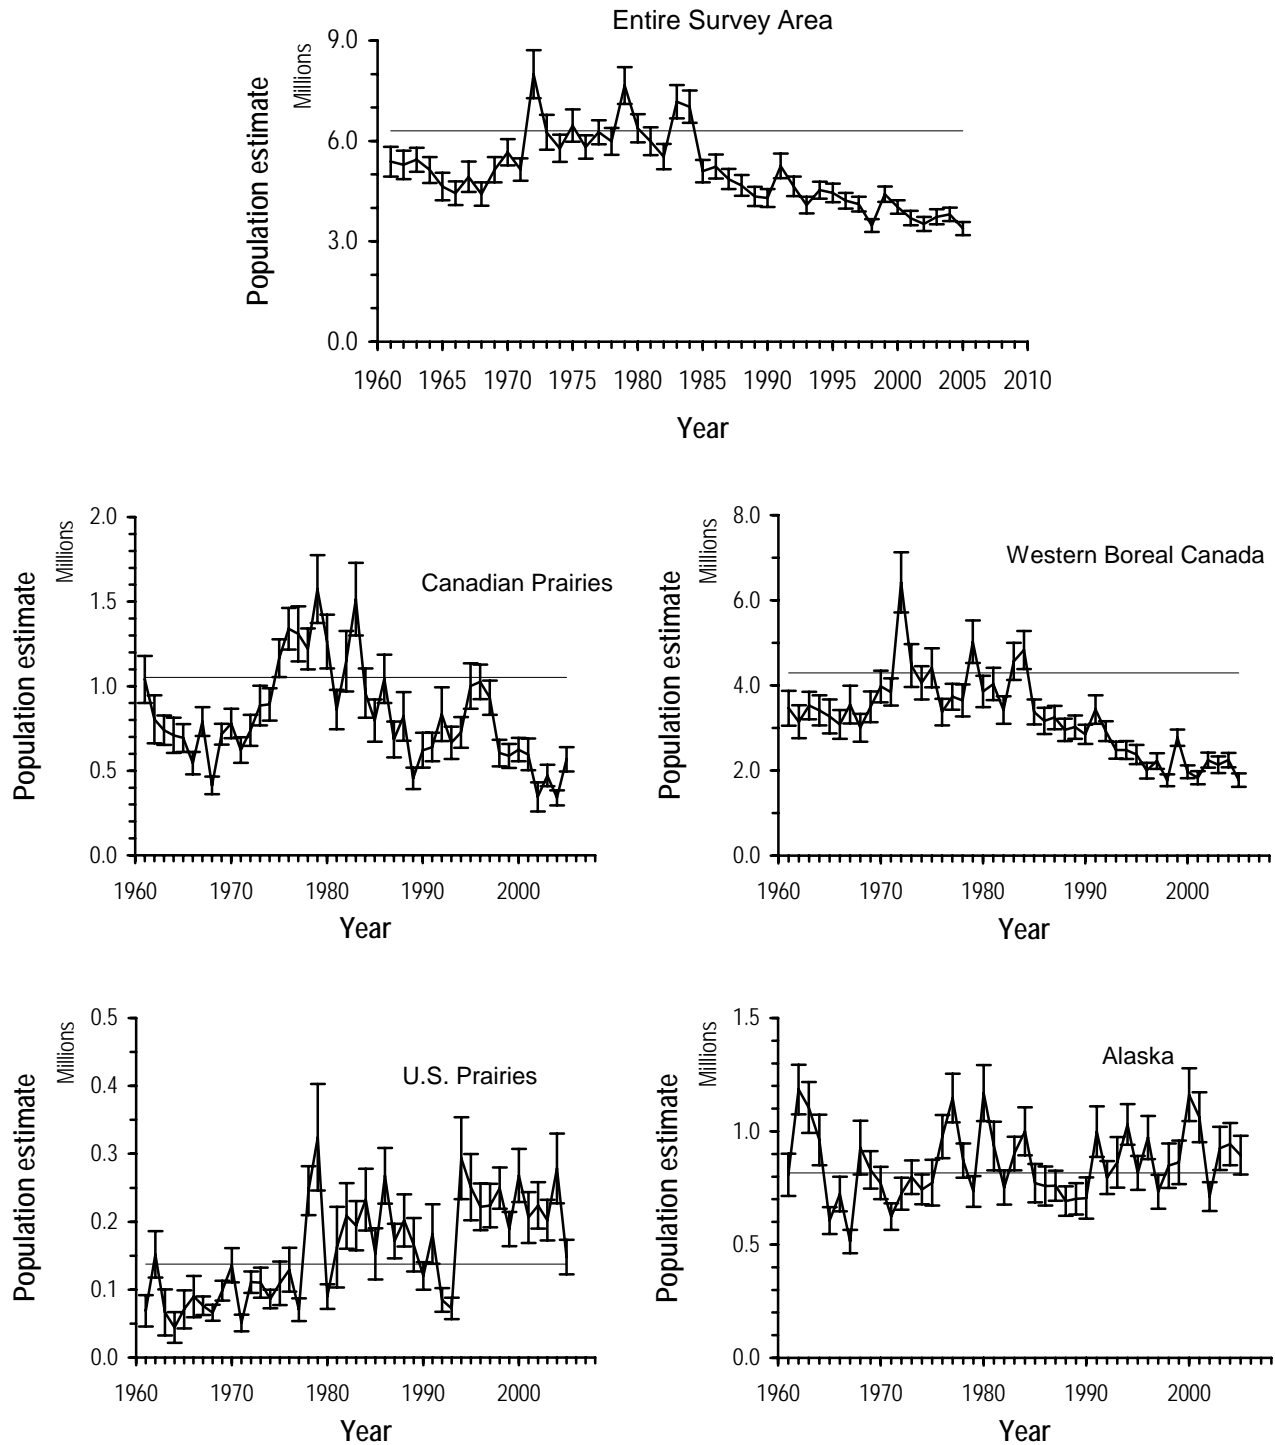 Entire Survey Area
Population estimate
Millions
9.0
6.0
3.0
0.0
1960 1965 1970 1975 1980 1985 1990 1995 2000 2005 2010
Year
Population estimate
Millions
2.0
1.5
1.0
0.5
0.0
Canadian Prairies
1960 1970 1980 1990 2000
Year
Population estimate
Millions
8.0
6.0
4.0
2.0
0.0
Western Boreal Canada
1960 1970 1980 1990 2000
Year
Population estimate
Millions
0.5
0.4
0.3
0.2
0.1
0.0
U.S. Prairies
1960 1970 1980 1990 2000
Year
Population estimate
Millions
1.5
1.0
0.5
0.0
Alaska
1960 1970 1980 1990 2000
Year